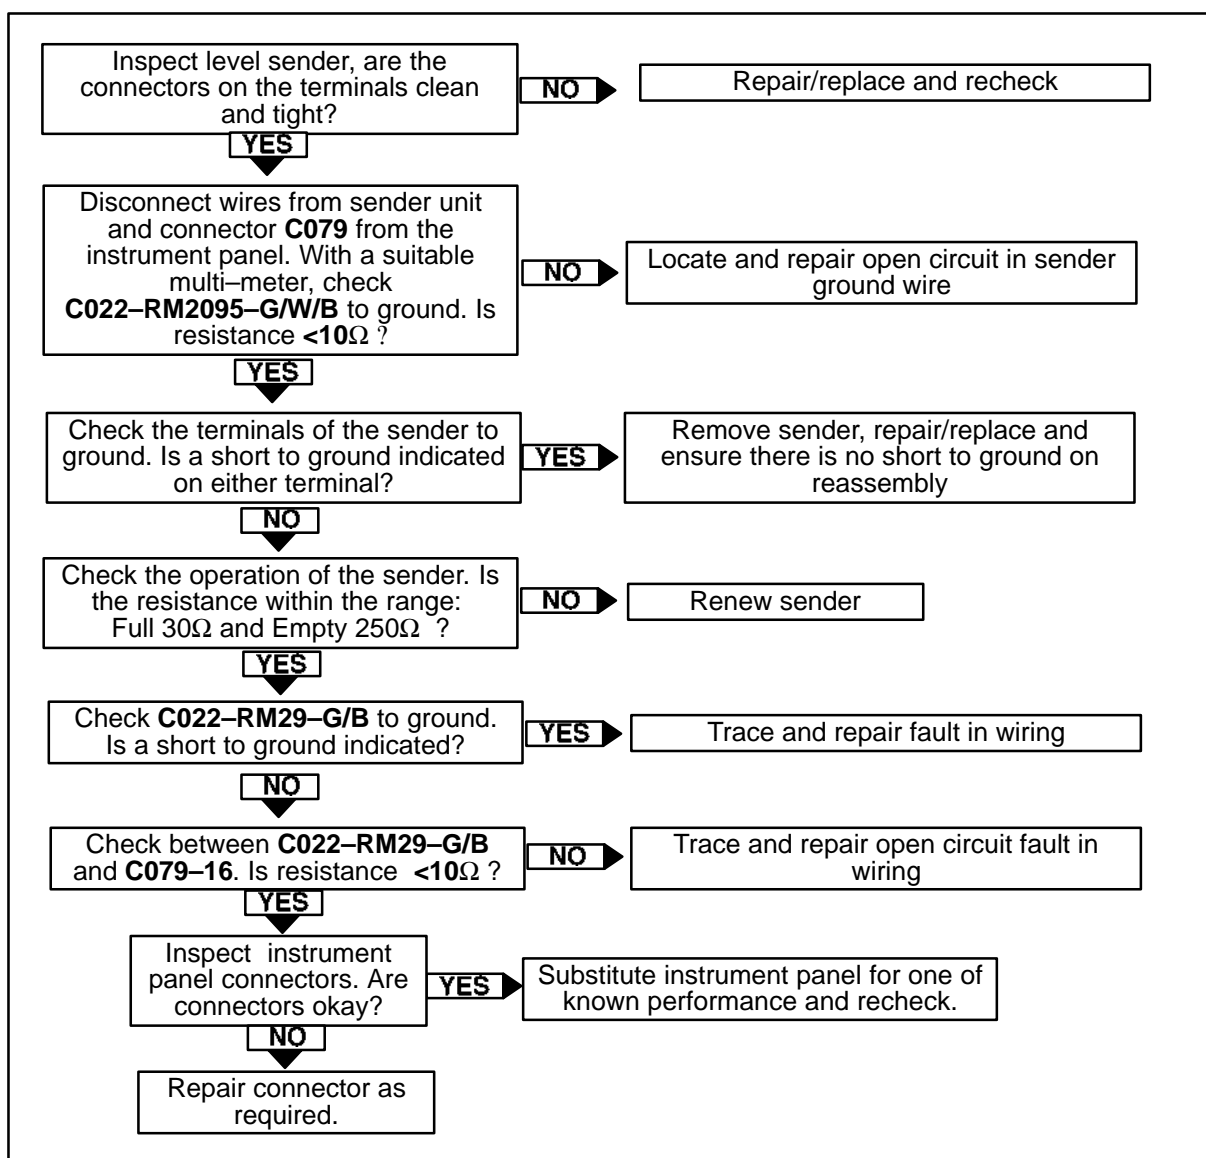 Inspect level sender, are the
connectors on the terminals clean
and tight?
NO
Repair/replace and recheck
YES
Disconnect wires from sender unit
and connector C079 from the
instrument panel. With a suitable
multi–meter, check
C022–RM2095–G/W/B to ground. Is
resistance <10Ω ?
NO
Locate and repair open circuit in sender
ground wire
YES
Check the terminals of the sender to
ground. Is a short to ground indicated
on either terminal?
YES
Remove sender, repair/replace and
ensure there is no short to ground on
reassembly
NO
Check the operation of the sender. Is
the resistance within the range:
Full 30Ω and Empty 250Ω ?
NO
Renew sender
YES
Check C022–RM29–G/B to ground.
Is a short to ground indicated?
YES
Trace and repair fault in wiring
NO
Check between C022–RM29–G/B
and C079–16. Is resistance <10Ω ?
NO
Trace and repair open circuit fault in
wiring
YES
Inspect instrument
panel connectors. Are
connectors okay?
YES
Substitute instrument panel for one of
known performance and recheck.
NO
Repair connector as
required.